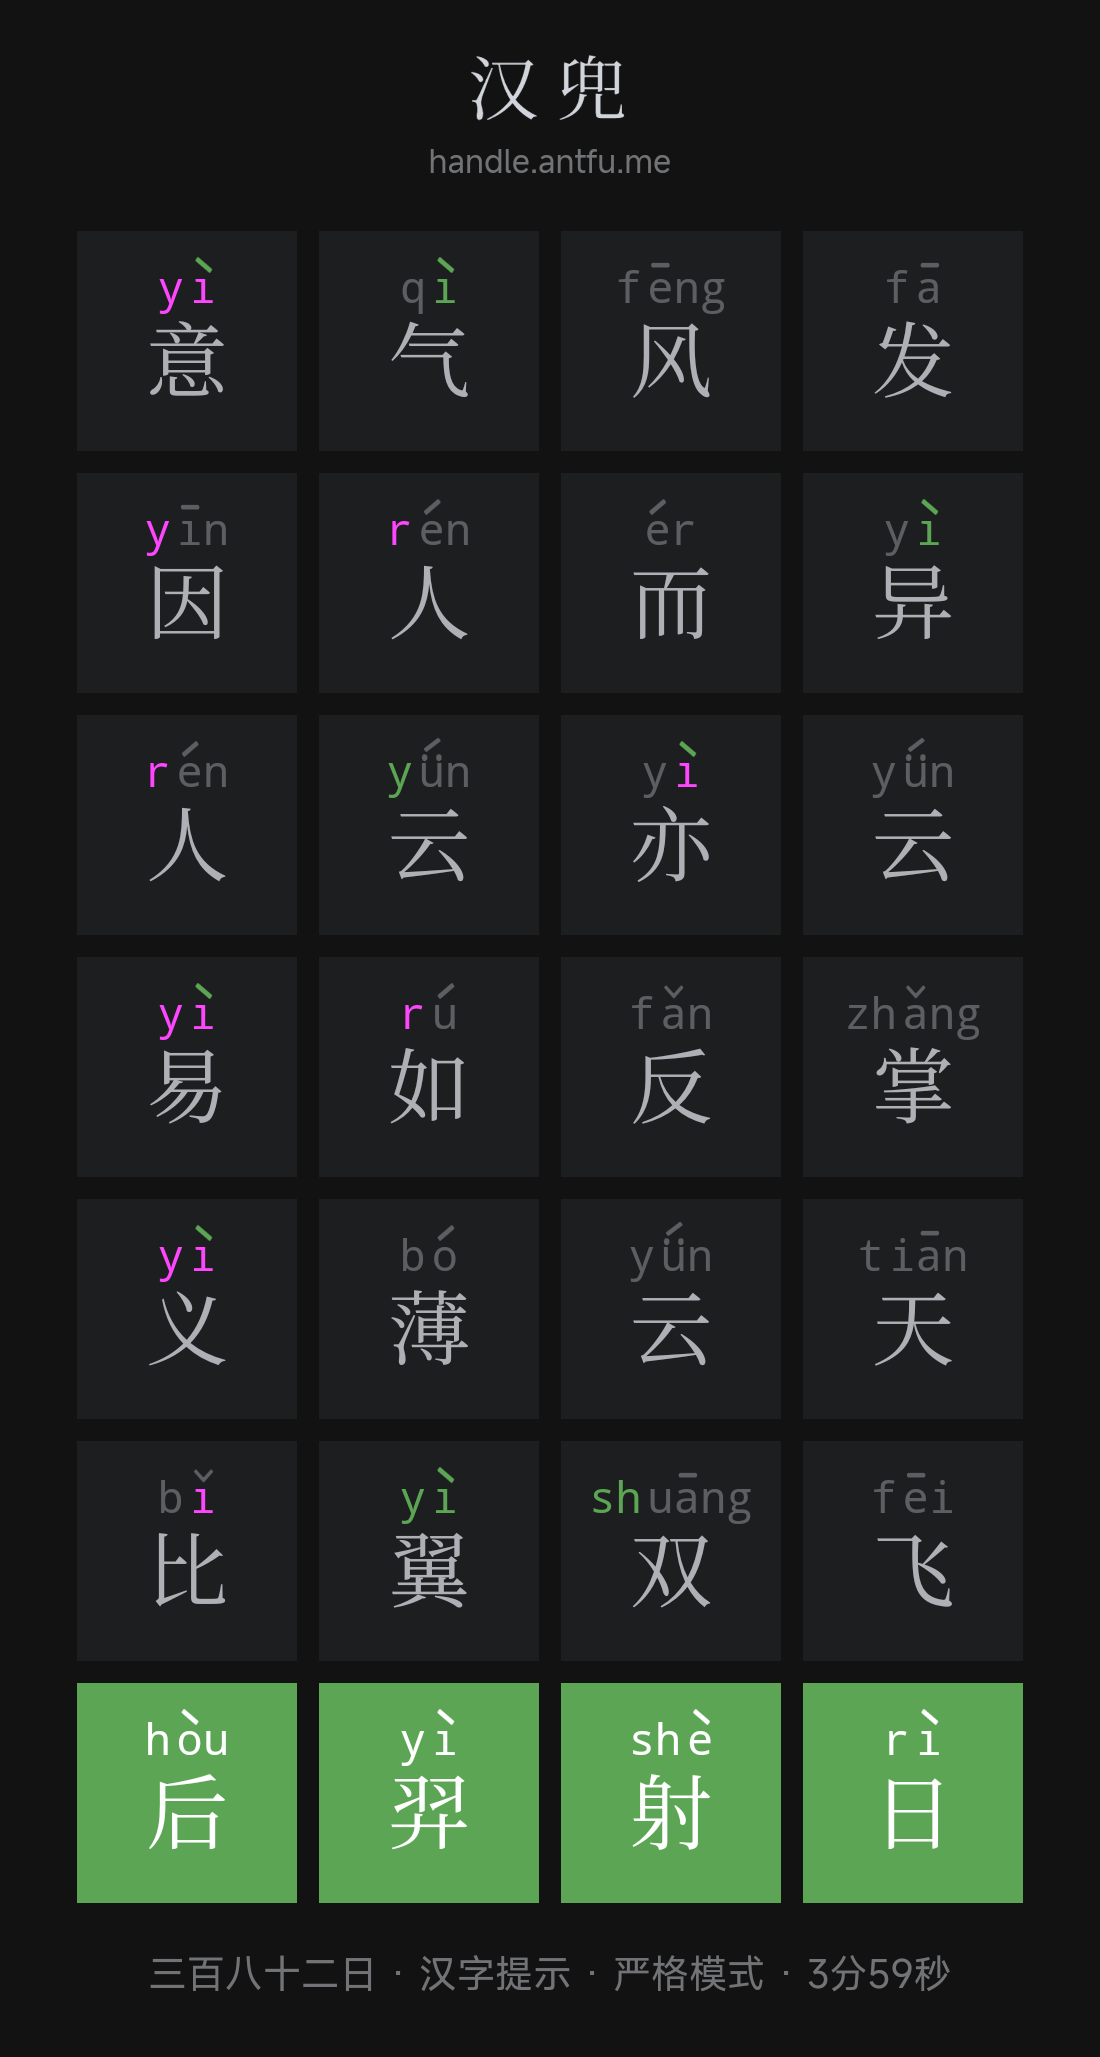 汉兜
handle.antfu.me
yì qì fēng fā
意 气 风 发
yīn rén ér yì
因 人 而 异
rén yǘn yì yǘn
人 云 亦 云
yì rú fǎn zhǎng
易 如 反 掌
yì bó yǘn tiān
义 薄 云 天
bǐ yì shuāng fēi
比 翼 双 飞
hòu yì shè rì
后 羿 射 日
三百八十二日 · 汉字提示 · 严格模式 · 3分59秒